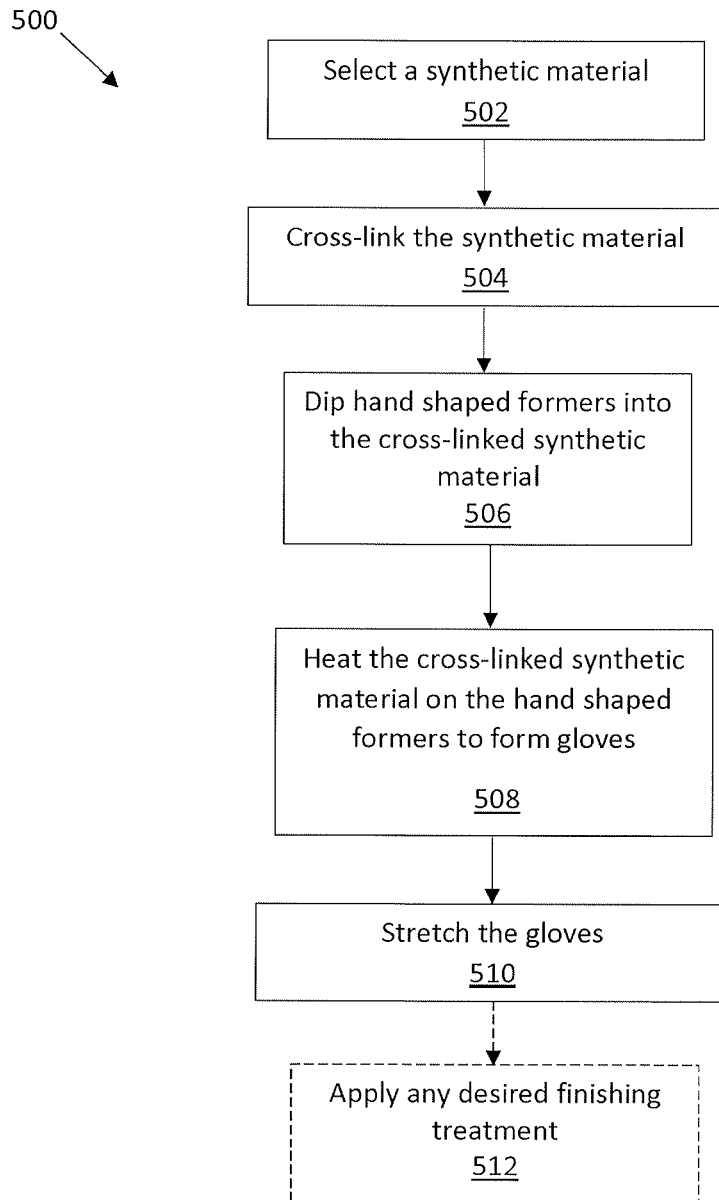 500
Select a synthetic material
502
Cross-link the synthetic material
504
Dip hand shaped formers into
the cross-linked synthetic
material
506
Heat the cross-linked synthetic
material on the hand shaped
formers to form gloves
508
Stretch the gloves
510
Apply any desired finishing
treatment
512